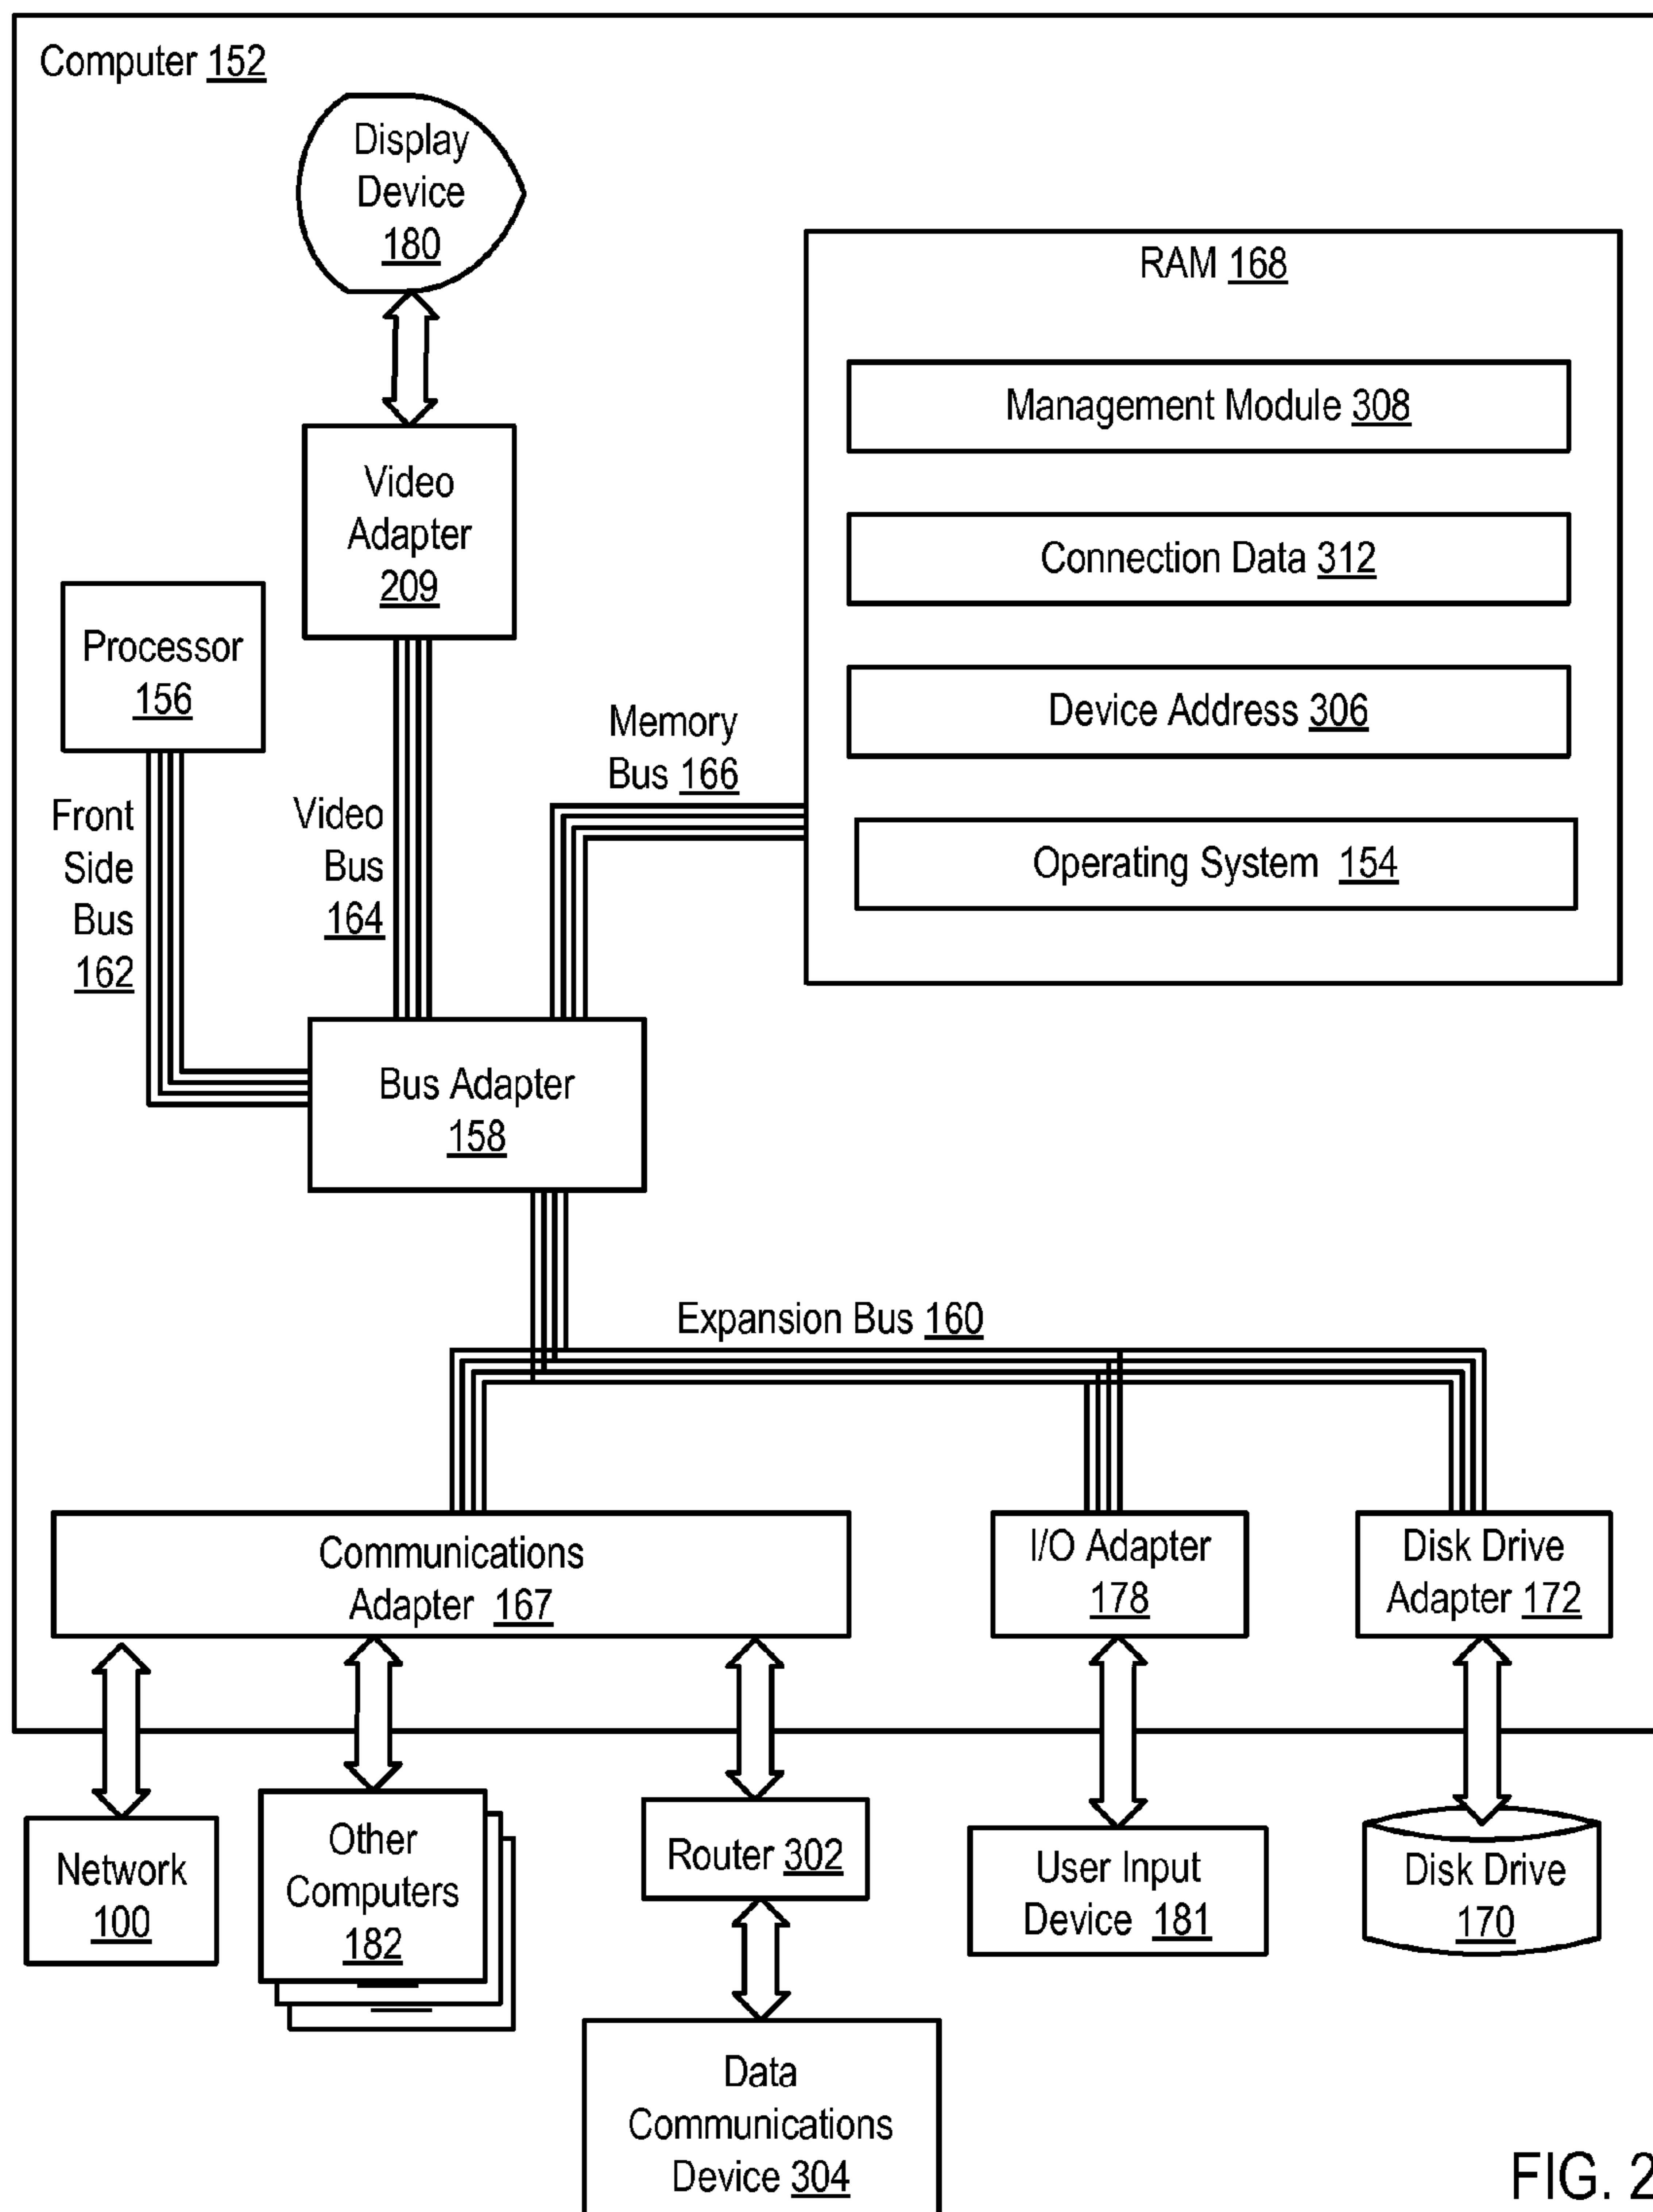 Computer 152
Display
Device
180
RAM 168
Management Module 308
Video
Adapter
209
Connection Data 312
Processor
156
Device Address 306
Memory
Bus 166
Front
Side
Bus
162
Video
Bus
164
Operating System 154
Bus Adapter
158
Expansion Bus 160
Communications
Adapter 167
I/O Adapter
178
Disk Drive
Adapter 172
Network
100
Other
Computers
182
Router 302
User Input
Device 181
Disk Drive
170
Data
Communications
Device 304
FIG. 2